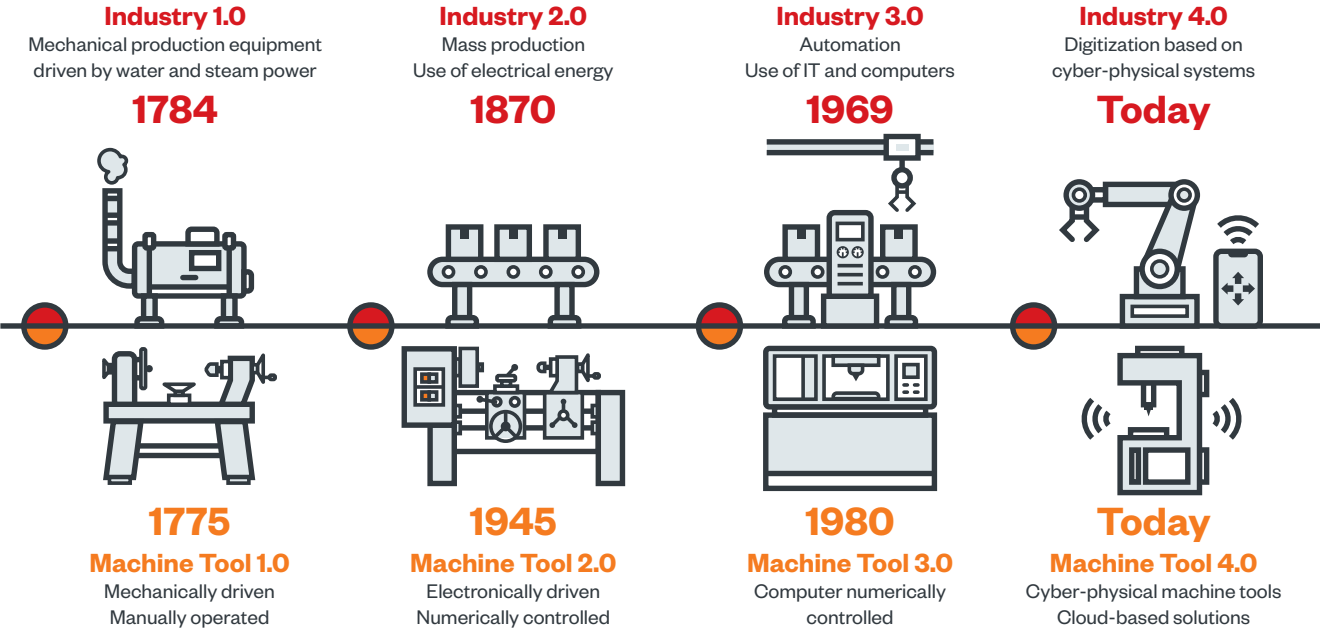 Industry 1.0
Mechanical production equipment
driven by water and steam power
1784
Industry 2.0
Mass production
Use of electrical energy
1870
Industry 3.0
Automation
Use of IT and computers
1969
Industry 4.0
Digitization based on
cyber-physical systems
Today
1775
Machine Tool 1.0
Mechanically driven
Manually operated
1945
Machine Tool 2.0
Electronically driven
Numerically controlled
1980
Machine Tool 3.0
Computer numerically
controlled
Today
Machine Tool 4.0
Cyber-physical machine tools
Cloud-based solutions